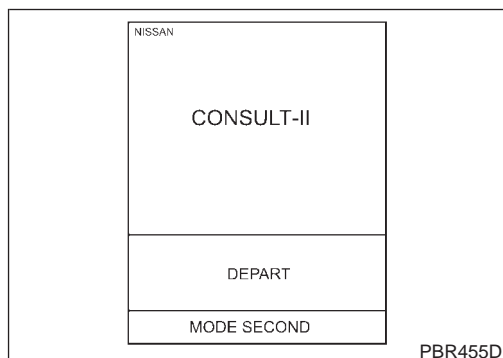 NISSAN
CONSULT-II
DEPART
MODE SECOND
PBR455D